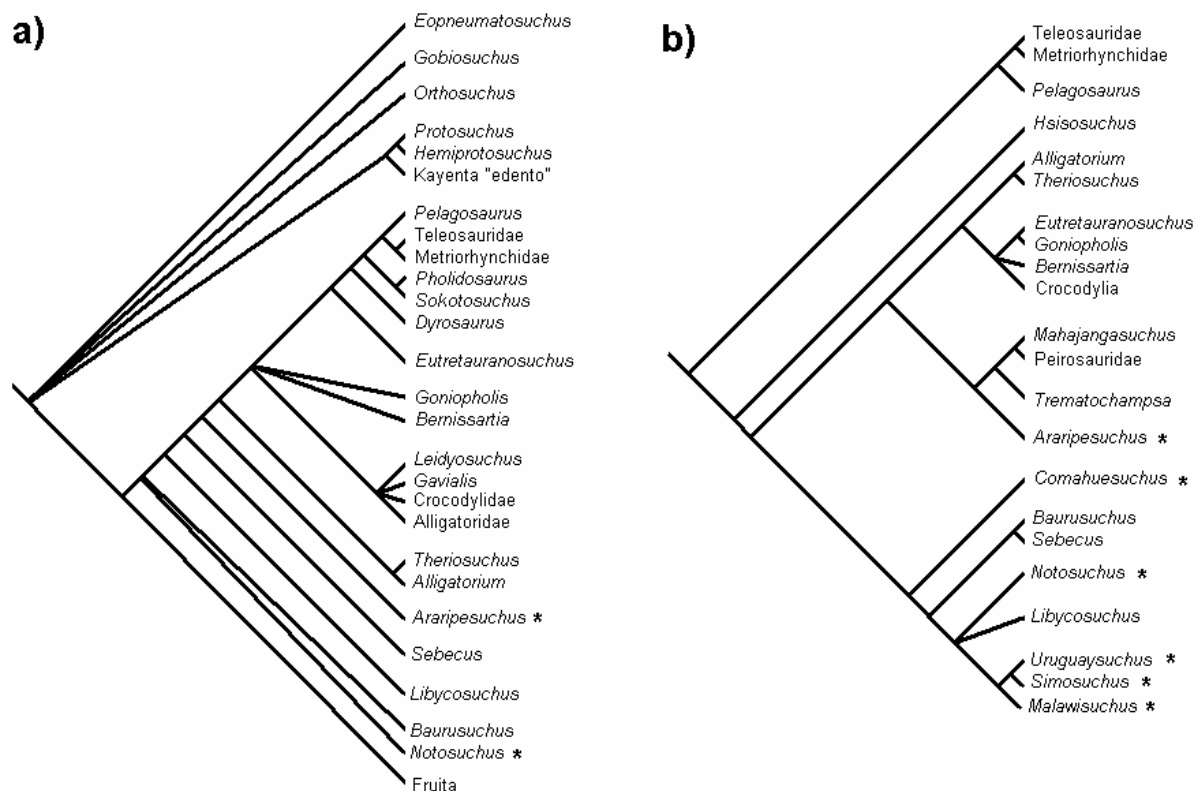 a)
Eopneumatosuchus
Gobiosuchus
Orthosuchus
Protosuchus
Hemiprotosuchus
Kayenta "edento"
Pelagosaurus
Teleosauridae
Metriorhynchidae
Pholidosaurus
Sokotosuchus
Dyrosaurus
Eutretauranosuchus
Goniopholis
Bernissartia
Leidyosuchus
Gavialis
Crocodylidae
Alligatoridae
Theriosuchus
Alligatorium
Araripesuchus *
Sebecus
Libycosuchus
Baurusuchus
Notosuchus *
Fruita
b)
Teleosauridae
Metriorhynchidae
Pelagosaurus
Hsisosuchus
Alligatorium
Theriosuchus
Eutretauranosuchus
Goniopholis
Bernissartia
Crocodylia
Mahajangasuchus
Peirosauridae
Trematochampsa
Araripesuchus *
Comahuesuchus *
Baurusuchus
Sebecus
Notosuchus *
Libycosuchus
Uruguaysuchus *
Simosuchus *
Malawisuchus *